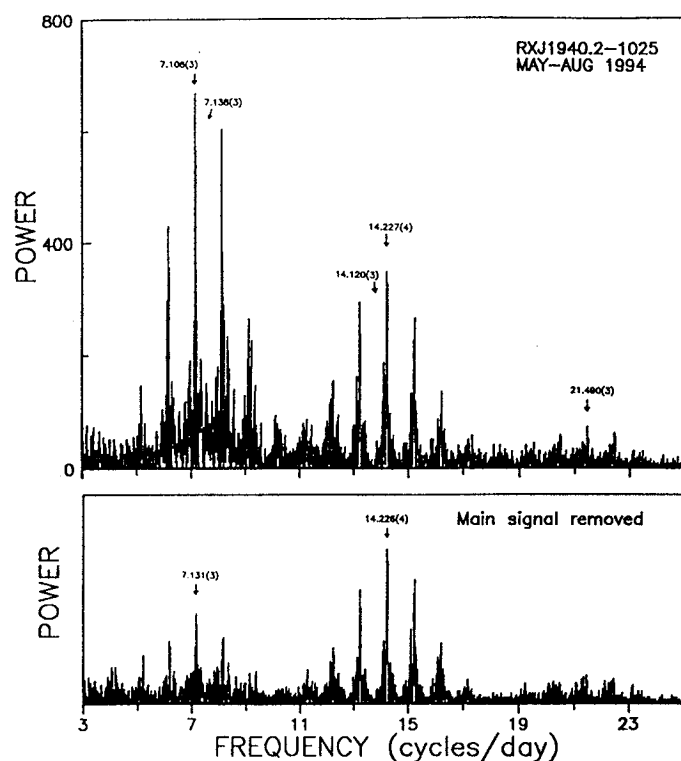 800
RXJ1940.2-1025
MAY-AUG 1994
7.106(3)
7.138(3)
POWER
400
14.227(4)
14.120(3)
21.490(3)
0
Main signal removed
14.226(4)
7.131(3)
POWER
3 7 11 15 19 23
FREQUENCY (cycles/day)